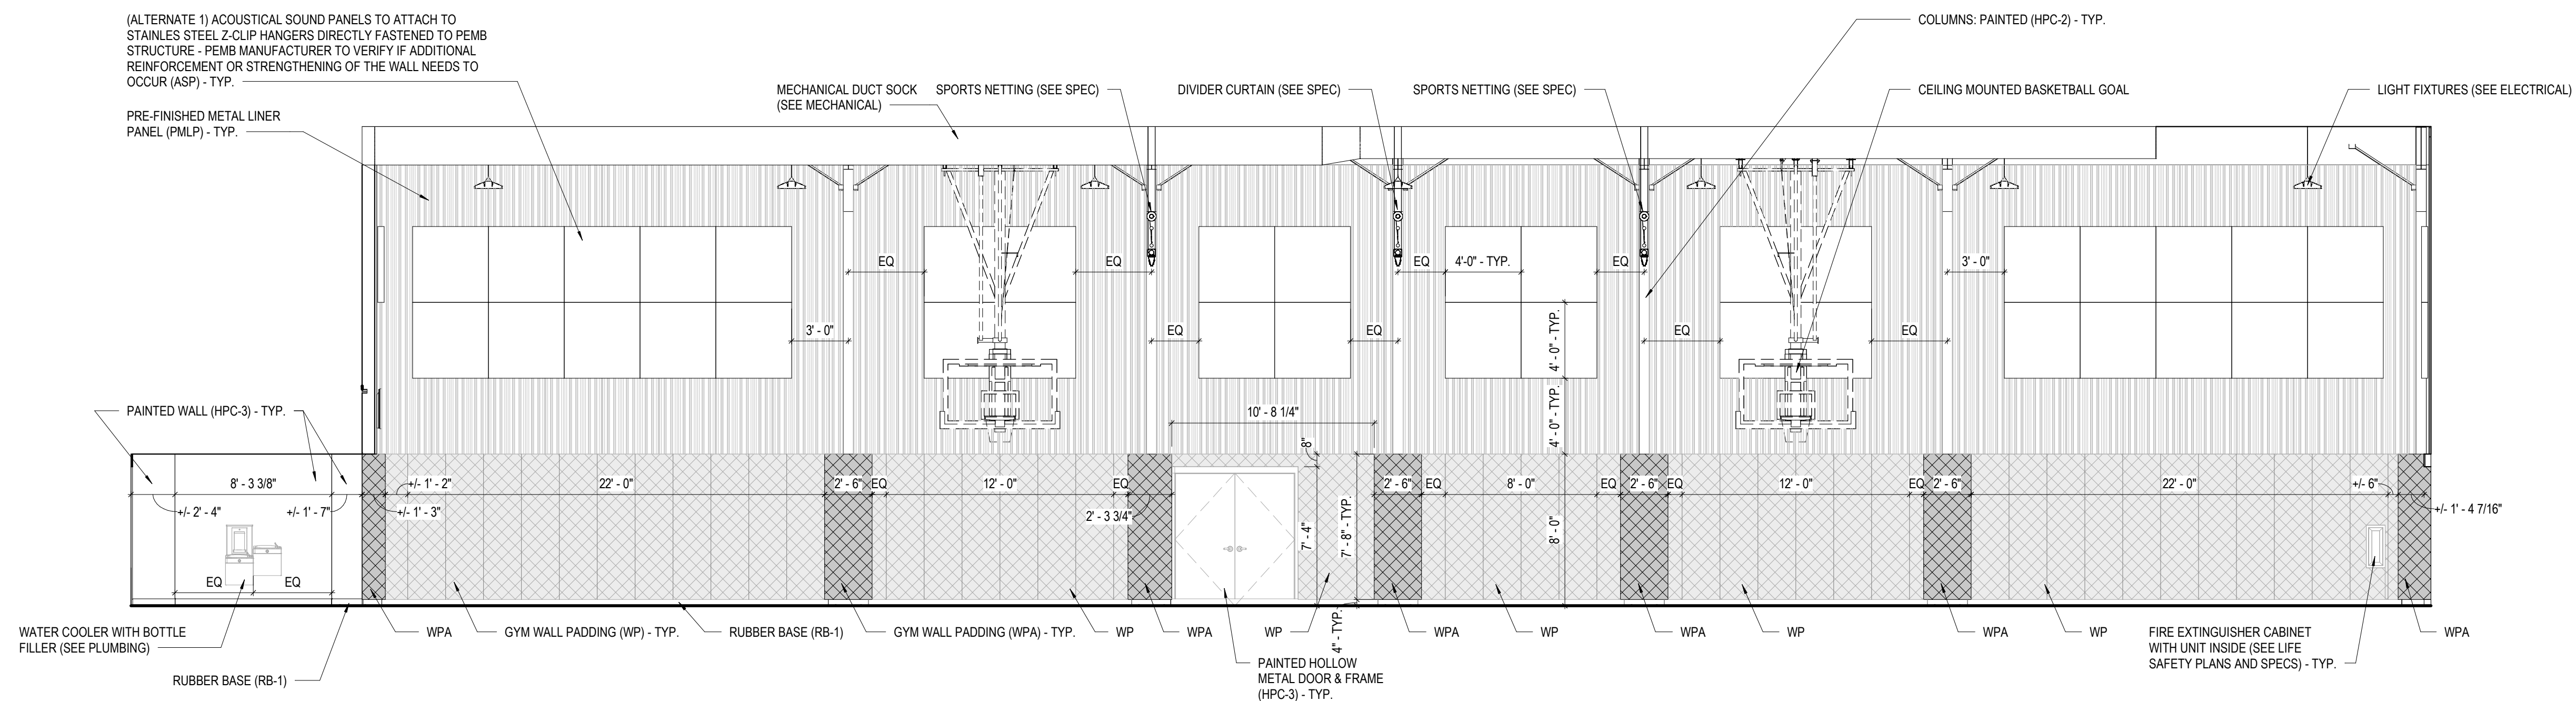 (ALTERNATE 1) ACOUSTICAL SOUND PANELS TO ATTACH TO
STAINLES STEEL Z-CLIP HANGERS DIRECTLY FASTENED TO PEMB
STRUCTURE - PEMB MANUFACTURER TO VERIFY IF ADDITIONAL
REINFORCEMENT OR STRENGTHENING OF THE WALL NEEDS TO
OCCUR (ASP) - TYP.
COLUMNS: PAINTED (HPC-2) - TYP.
MECHANICAL DUCT SOCK
(SEE MECHANICAL)
SPORTS NETTING (SEE SPEC)
DIVIDER CURTAIN (SEE SPEC)
SPORTS NETTING (SEE SPEC)
CEILING MOUNTED BASKETBALL GOAL
LIGHT FIXTURES (SEE ELECTRICAL)
PRE-FINISHED METAL LINER
PANEL (PMLP) - TYP.
EQ
EQ
EQ
4'-0" - TYP.
EQ
3' - 0"
3' - 0"
EQ
EQ
4' - 0" - TYP.
EQ
EQ
PAINTED WALL (HPC-3) - TYP.
10' - 8 1/4"
4' - 0" - TYP.
8"
8' - 3 3/8"
+/- 1' - 2"
22' - 0"
2' - 6"
EQ
12' - 0"
EQ
2' - 6"
EQ
8' - 0"
EQ
2' - 6"
EQ
12' - 0"
EQ
2' - 6"
22' - 0"
+/- 6"
+/- 2' - 4"
+/- 1' - 7"
+/- 1' - 3"
2' - 3 3/4"
+/- 1' - 4 7/16"
7' - 4"
7' - 8" - TYP.
8' - 0"
EQ
EQ
4" - TYP.
WATER COOLER WITH BOTTLE
FILLER (SEE PLUMBING)
WPA
GYM WALL PADDING (WP) - TYP.
RUBBER BASE (RB-1)
GYM WALL PADDING (WPA) - TYP.
WP
WPA
WP
WPA
WP
WPA
WP
WPA
WP
FIRE EXTINGUISHER CABINET
WITH UNIT INSIDE (SEE LIFE
SAFETY PLANS AND SPECS) - TYP.
WPA
RUBBER BASE (RB-1)
PAINTED HOLLOW
METAL DOOR & FRAME
(HPC-3) - TYP.